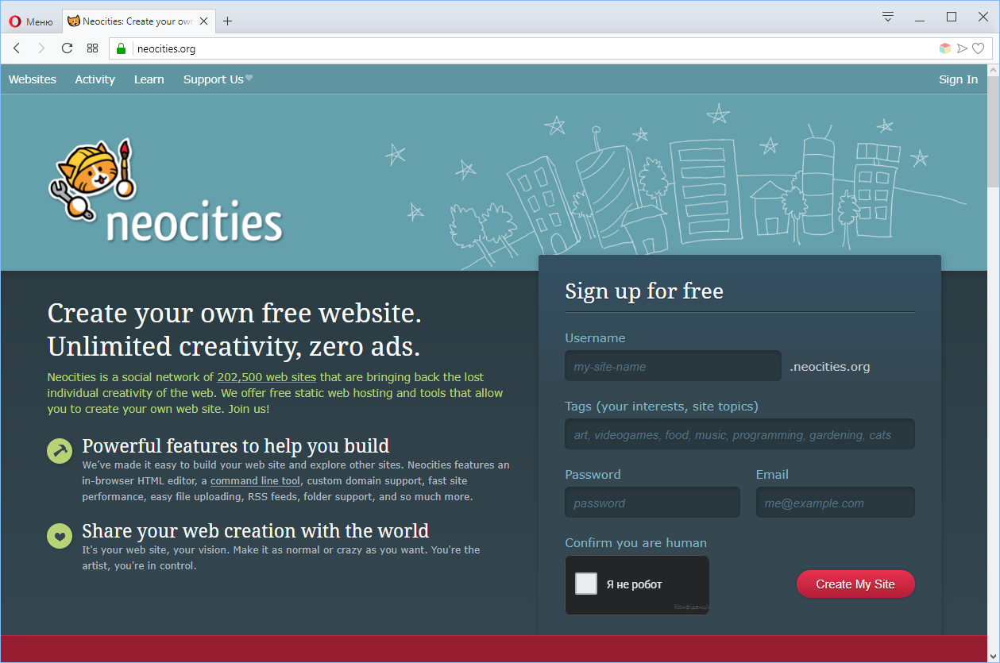 Меню
Neocities: Create your own
neocities.org
Websites Activity Learn Support Us Sign In
neocities
Create your own free website.
Unlimited creativity, zero ads.
Neocities is a social network of 202,500 web sites that are bringing back the lost
individual creativity of the web. We offer free static web hosting and tools that allow
you to create your own web site. Join us!
Powerful features to help you build
We've made it easy to build your web site and explore other sites. Neocities features an
in-browser HTML editor, a command line tool, custom domain support, fast site
performance, easy file uploading, RSS feeds, folder support, and so much more.
Share your web creation with the world
It's your web site, your vision. Make it as normal or crazy as you want. You're the
artist, you're in control.
Sign up for free
Username
my-site-name .neocities.org
Tags (your interests, site topics)
art, videogames, food, music, programming, gardening, cats
Password Email
password me@example.com
Confirm you are human
Я не робот
Create My Site